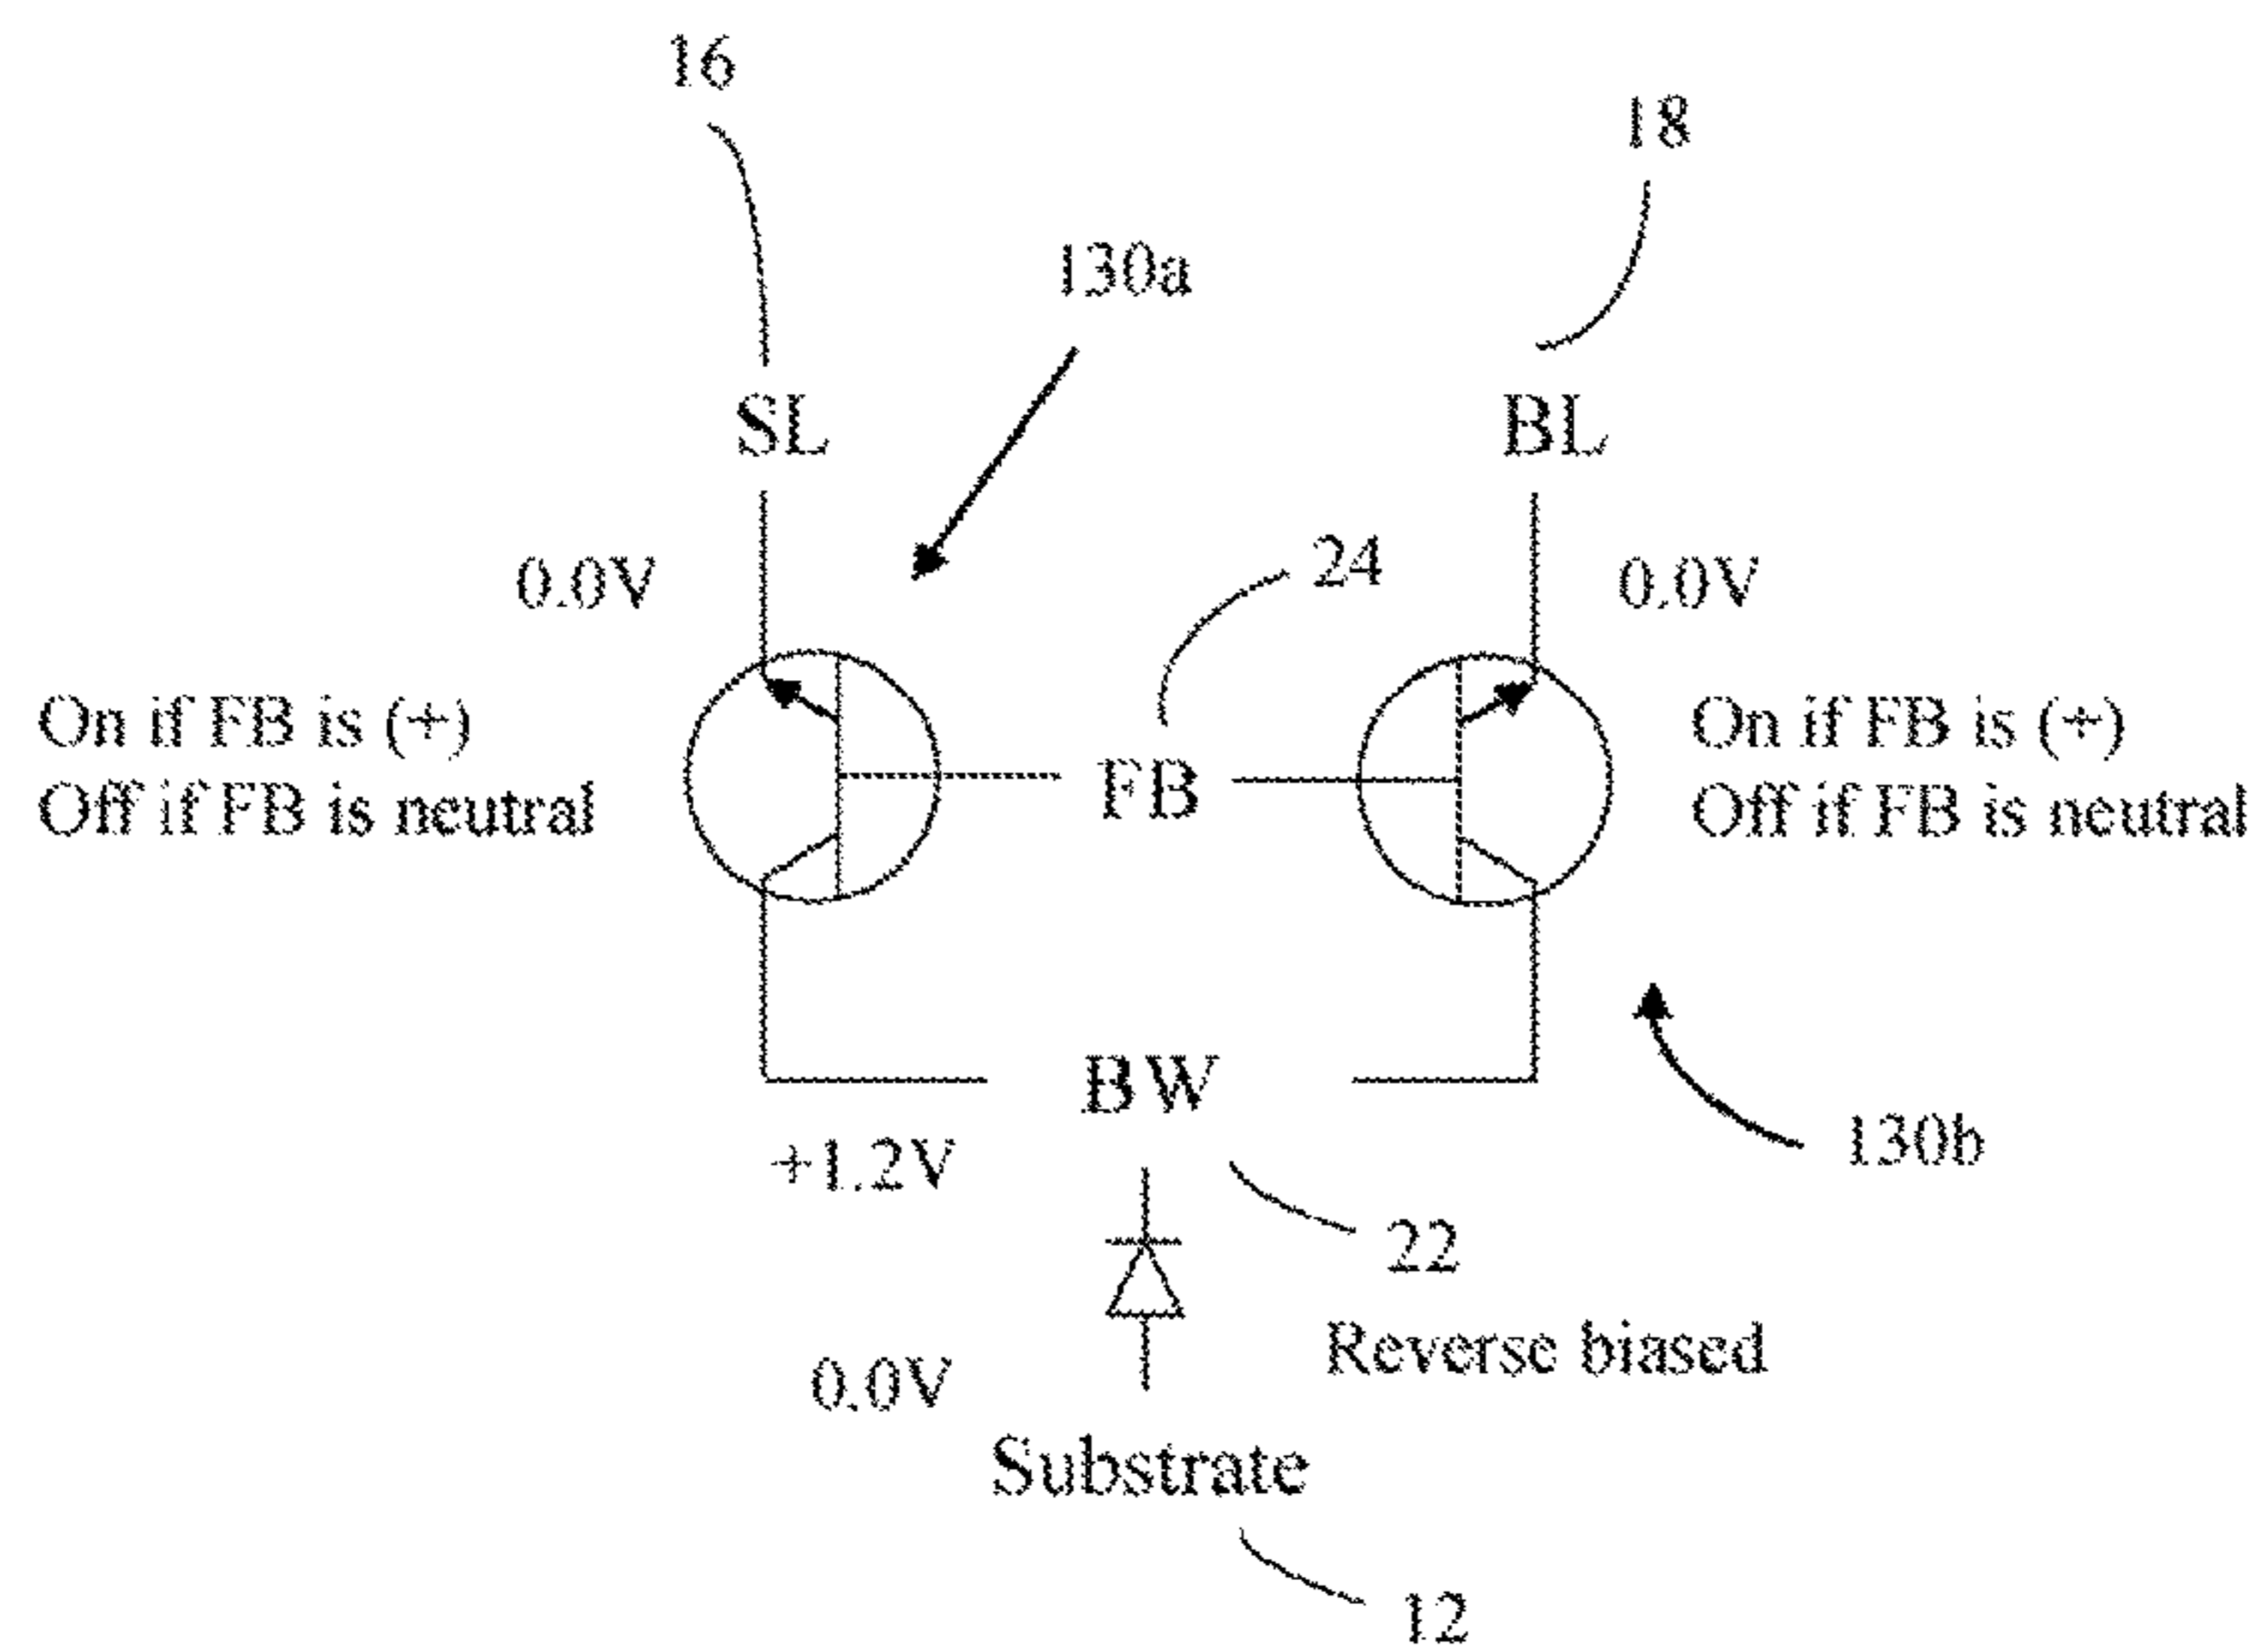 16
18
130a
SL
BL
24
0.0V
0.0V
On if FB is (+)
Off if FB is neutral
FB
On if FB is (+)
Off if FB is neutral
BW
+1.2V
130b
22
Reverse biased
0.0V
Substrate
12